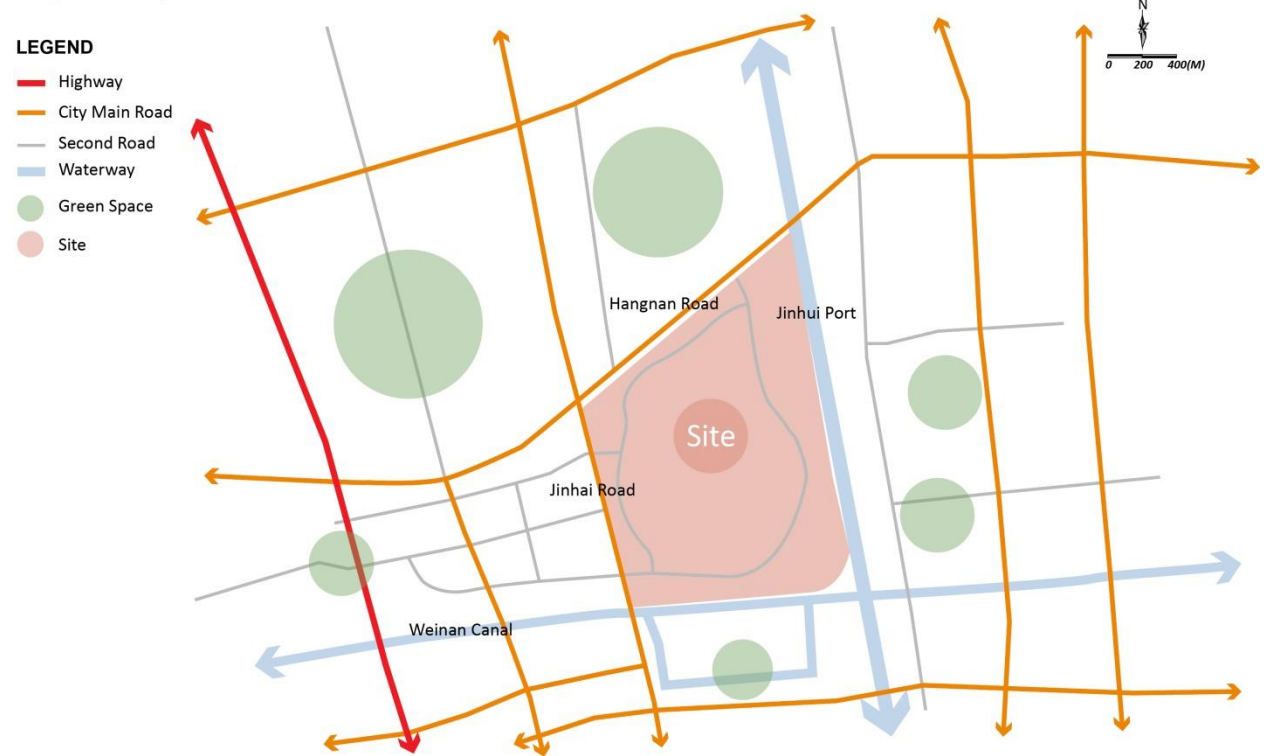 N
0 200 400(M)
LEGEND
Highway
City Main Road
Second Road
Waterway
Green Space
Site
Hangnan Road
Jinhui Port
Site
Jinhai Road
Weinan Canal